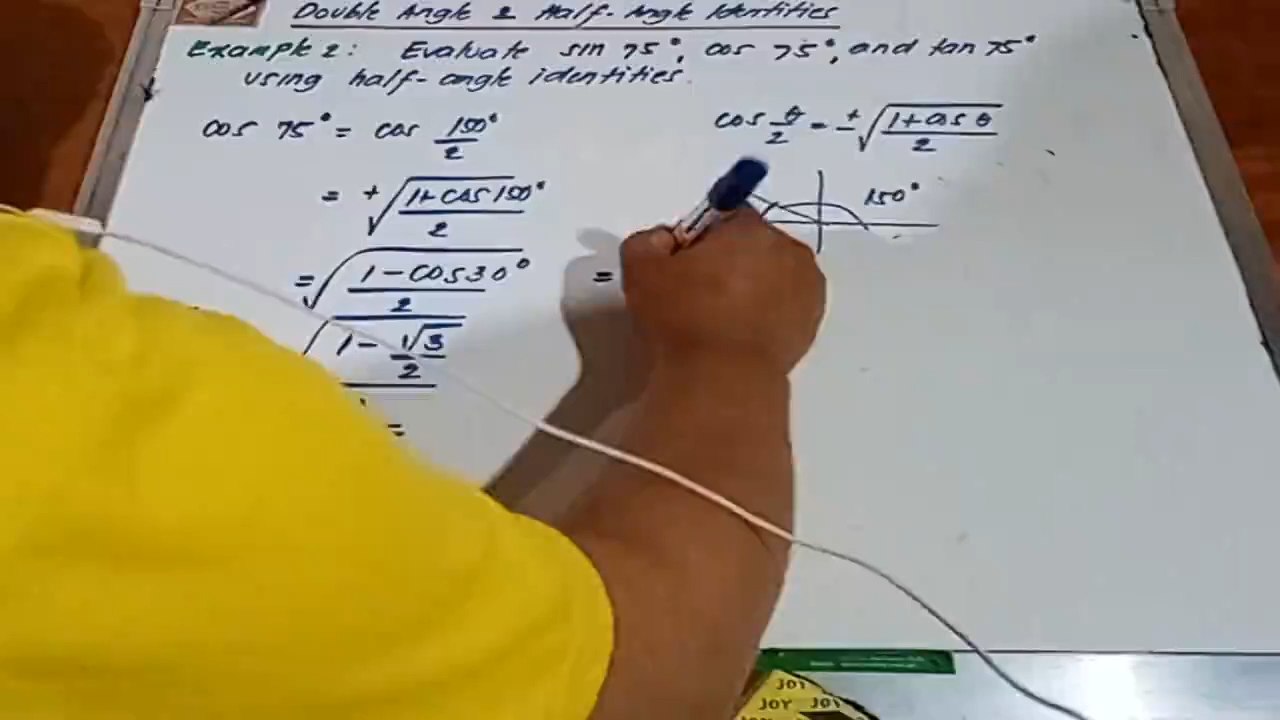 Double Angle & Half-Angle Identities
Example 2: Evaluate sin 75°, cos 75°, and tan 75°
using half-angle identities.
cos 75° = cos 150°/2
cos θ/2 = ±√((1+cos θ)/2)
= +√((1+cos 150°)/2)
150°
= √((1-cos 30°)/2) =
√(1 - √3/2)
JOY
JOY JOY